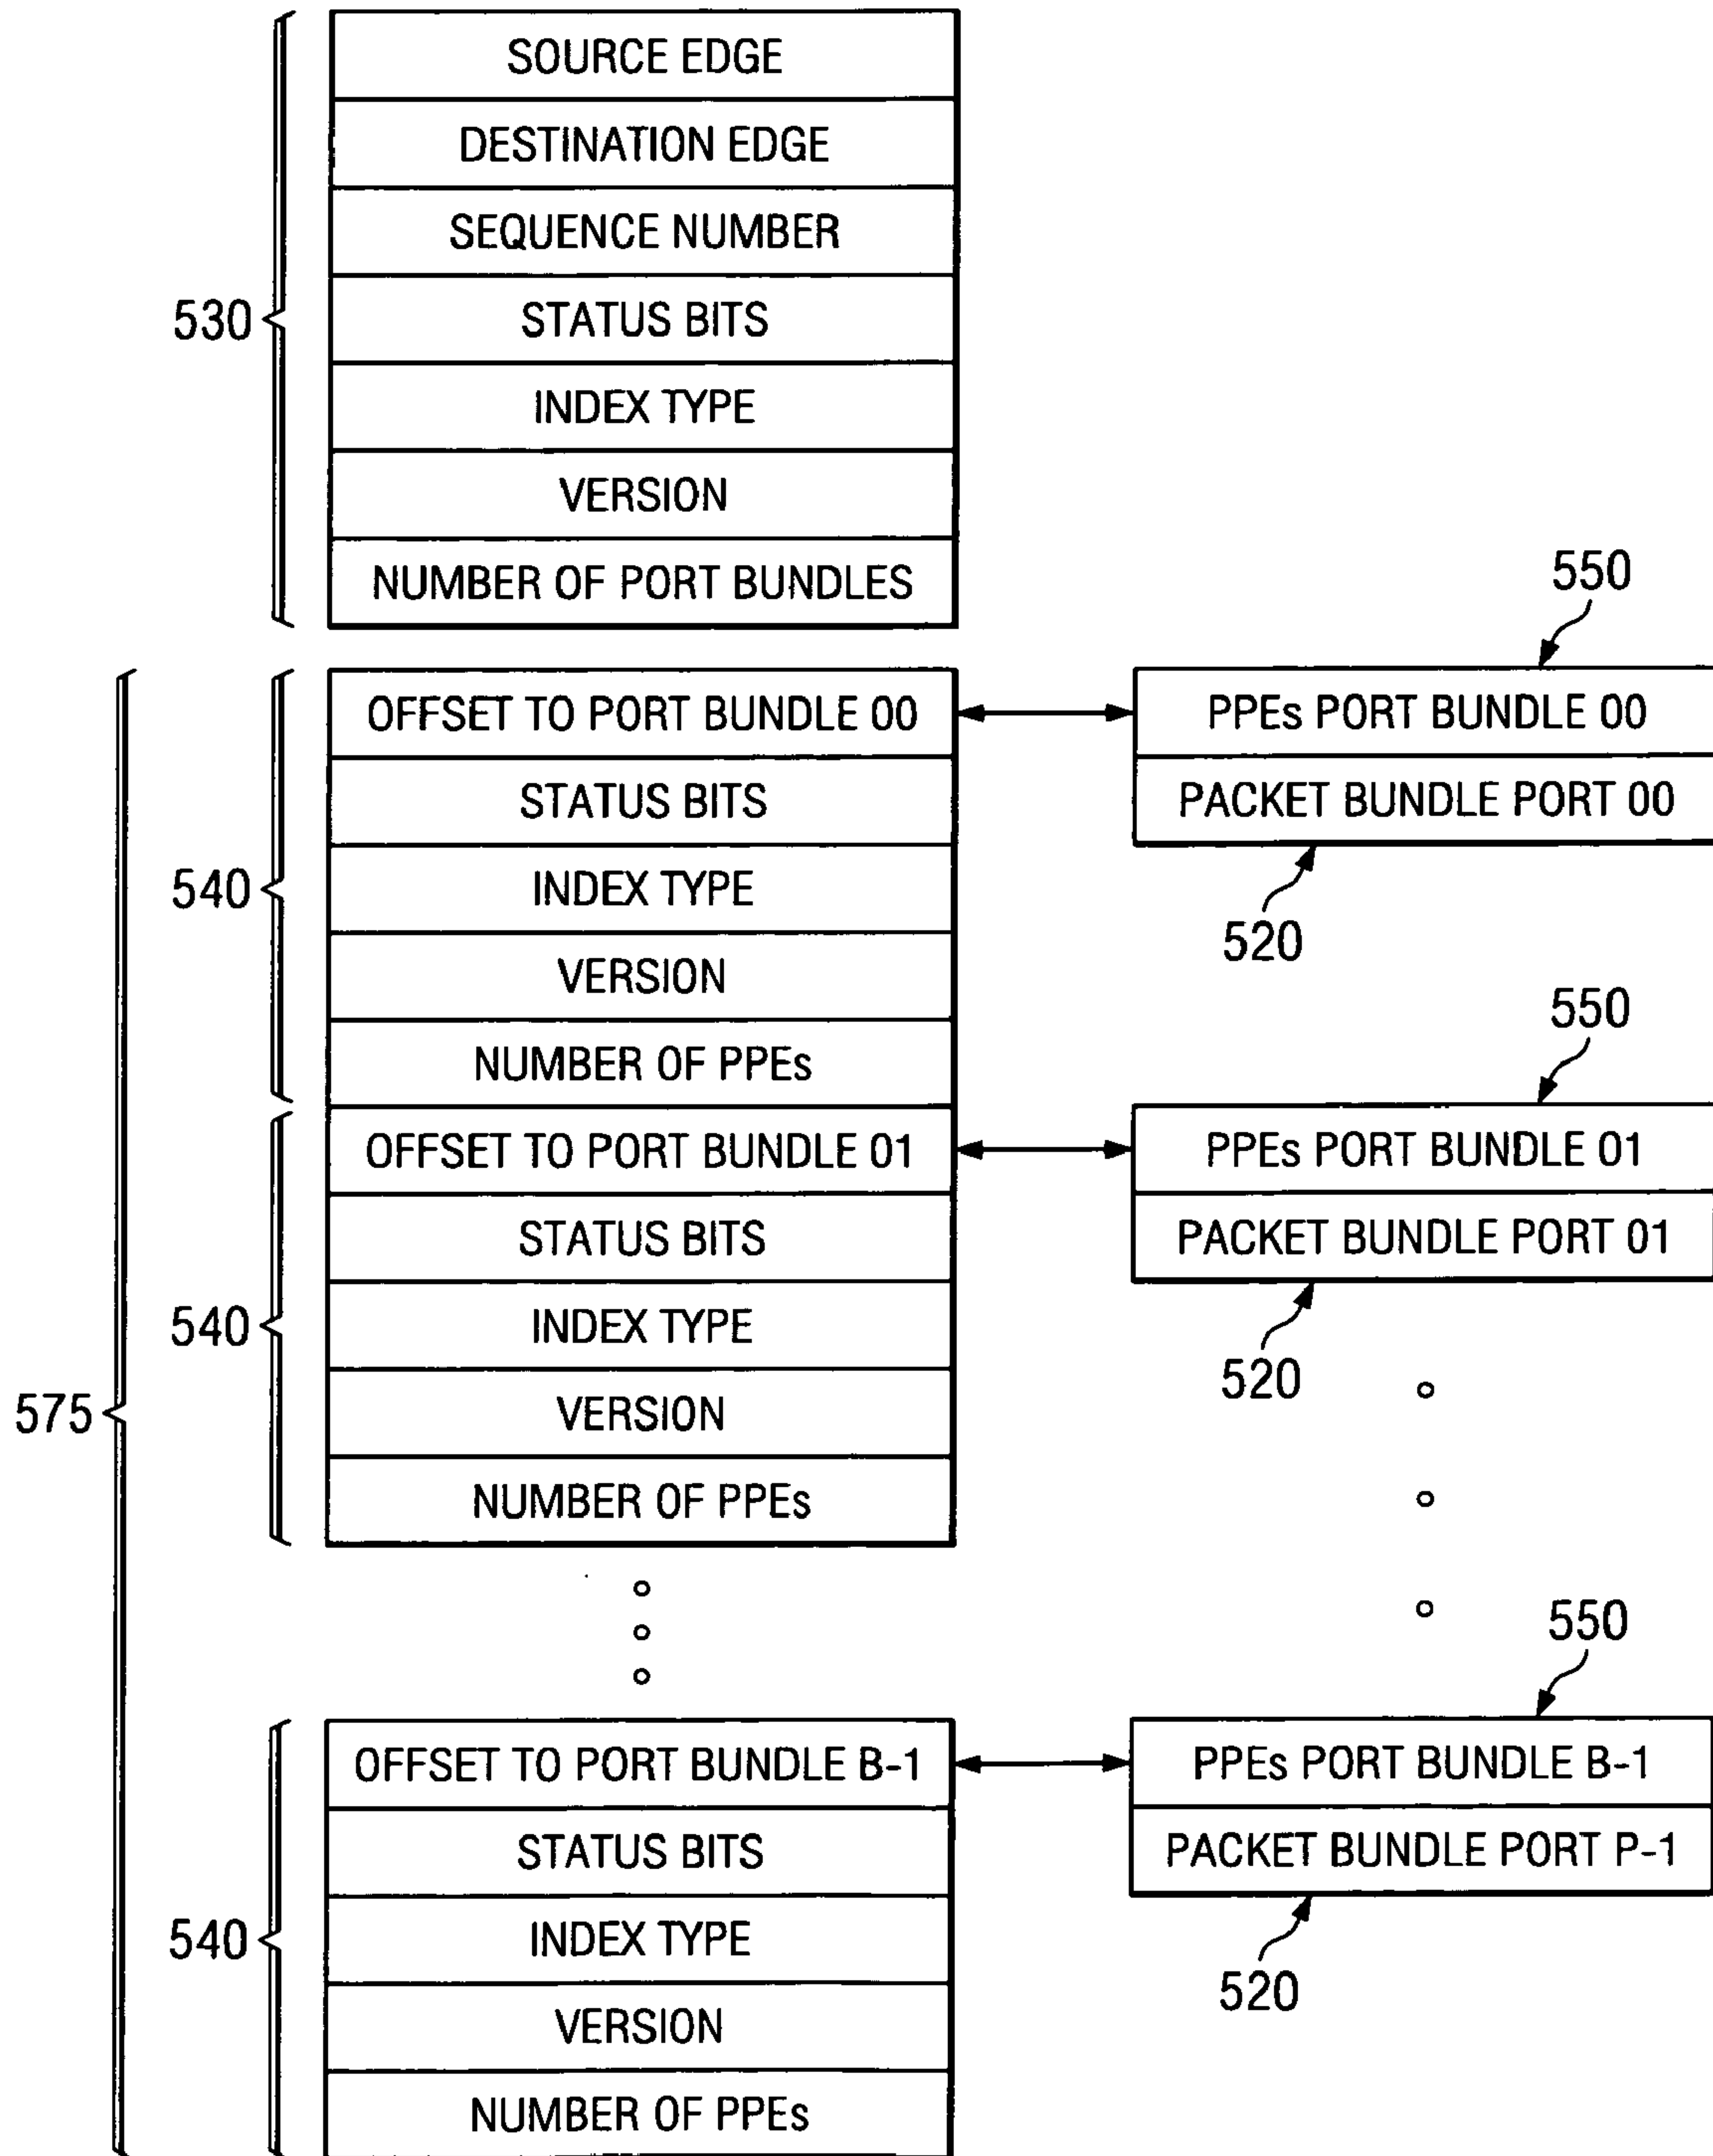 SOURCE EDGE
DESTINATION EDGE
SEQUENCE NUMBER
530
STATUS BITS
INDEX TYPE
VERSION
NUMBER OF PORT BUNDLES
550
OFFSET TO PORT BUNDLE 00
PPEs PORT BUNDLE 00
STATUS BITS
PACKET BUNDLE PORT 00
540
INDEX TYPE
520
VERSION
550
NUMBER OF PPEs
OFFSET TO PORT BUNDLE 01
PPEs PORT BUNDLE 01
STATUS BITS
PACKET BUNDLE PORT 01
540
INDEX TYPE
520
575
VERSION
NUMBER OF PPEs
550
OFFSET TO PORT BUNDLE B-1
PPEs PORT BUNDLE B-1
STATUS BITS
PACKET BUNDLE PORT P-1
540
INDEX TYPE
520
VERSION
NUMBER OF PPEs